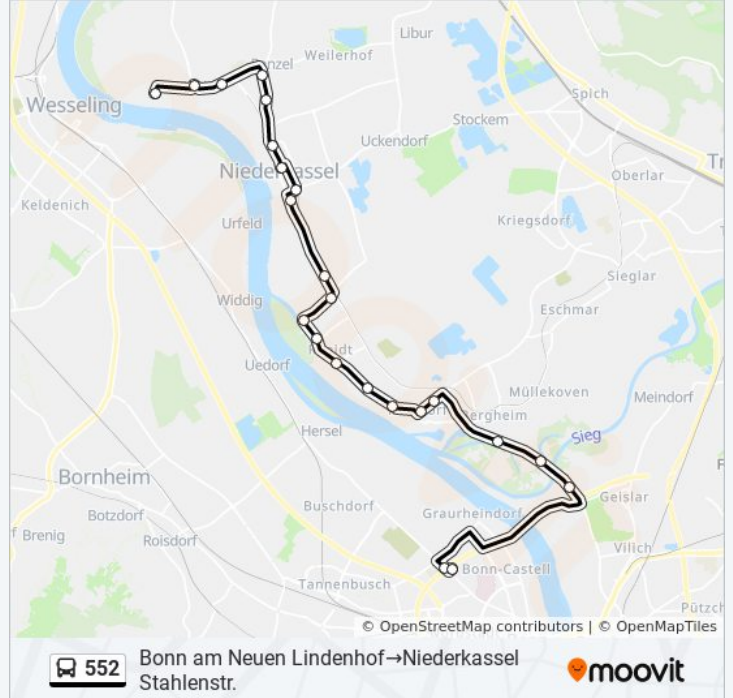 Libur
Weilerhof
Wesseling
Spich
Stockem
Uckendorf
Niederkassel
Oberlar
Keldenich
Urfeld
Kriegsdorf
Sieglar
Widdig
Eschmar
Uedorf
Müllekoven
Meindorf
Bergheim
Hersel
Sieg
Bornheim
Geislar
Buschdorf
Graurheindorf
Botzdorf
Brenig
Roisdorf
Vilich
Bonn-Castell
Tannenbusch
Pützch
© OpenStreetMap contributors | © OpenMapTiles
552
Bonn am Neuen Lindenhof→Niederkassel
Stahlenstr.
moovit